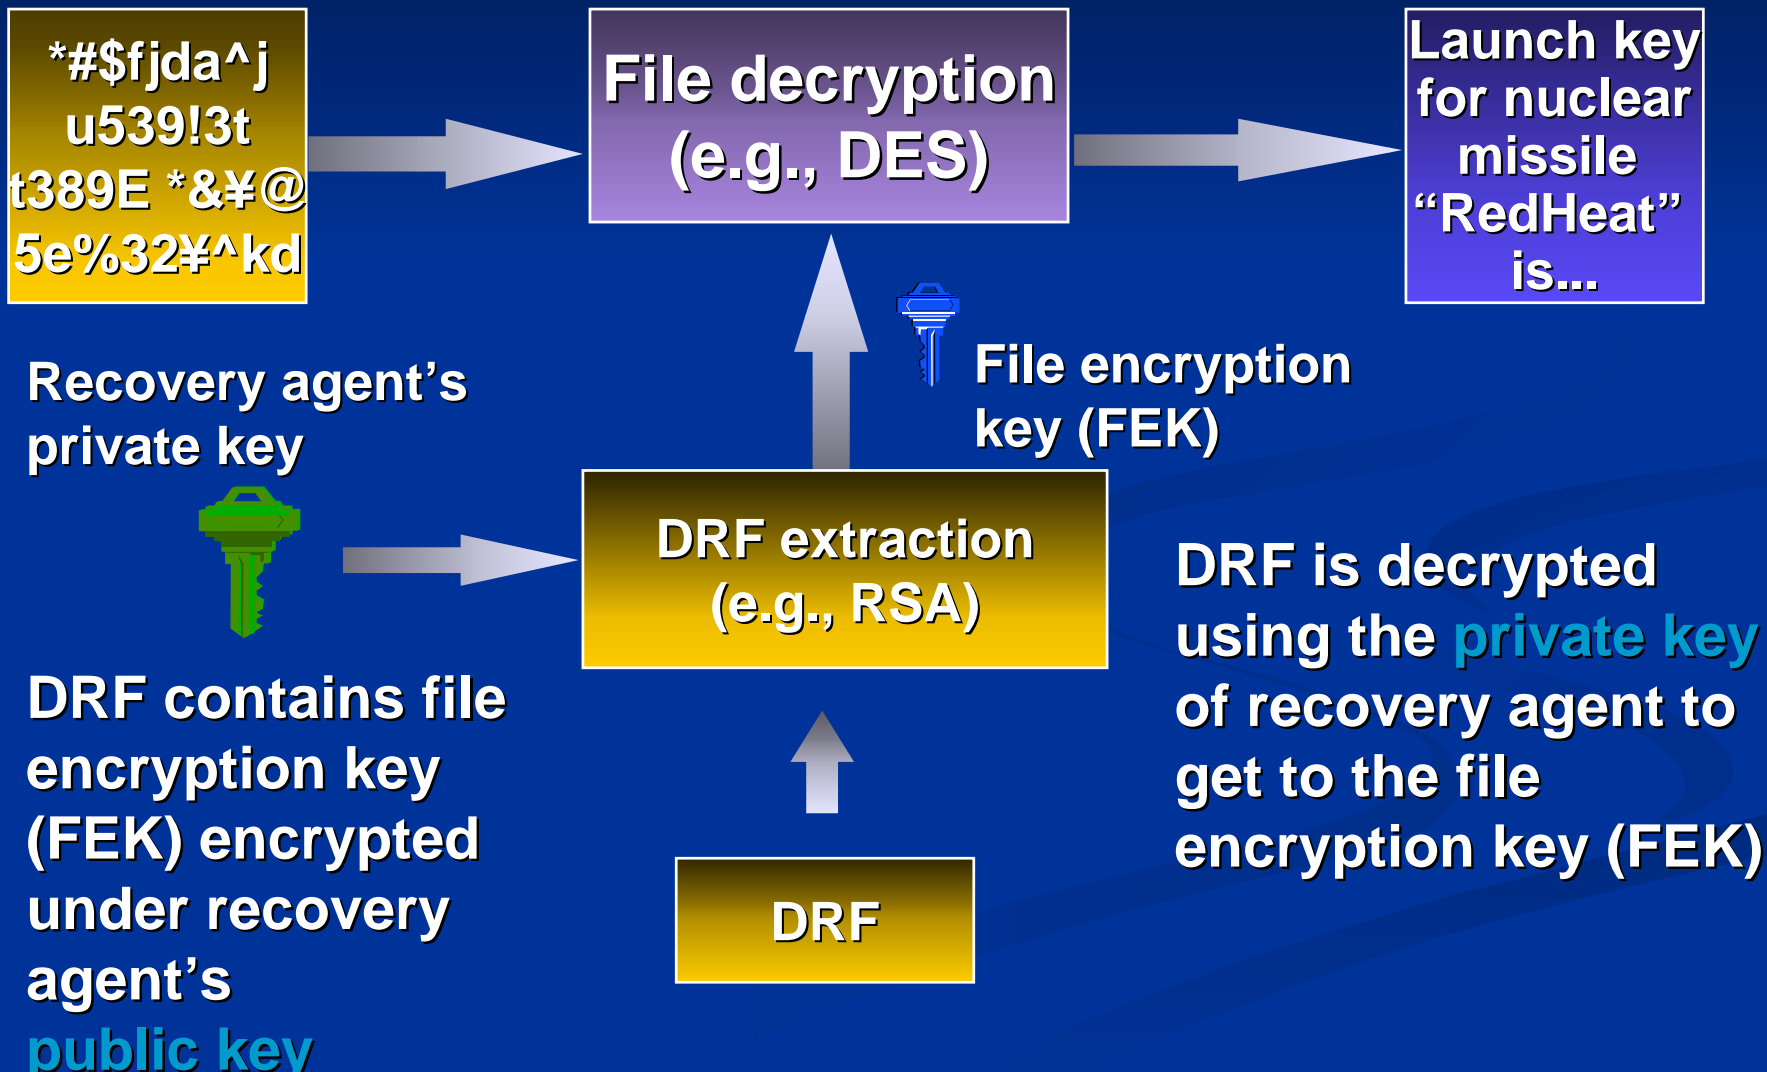 *#$fjda^j
u539!3t
t389E *&¥@
5e%32¥^kd
File decryption
(e.g., DES)
Launch key
for nuclear
missile
“RedHeat”
is...
Recovery agent’s
private key
File encryption
key (FEK)
DRF extraction
(e.g., RSA)
DRF contains file
encryption key
(FEK) encrypted
under recovery
agent’s
public key
DRF
DRF is decrypted
using the private key
of recovery agent to
get to the file
encryption key (FEK)